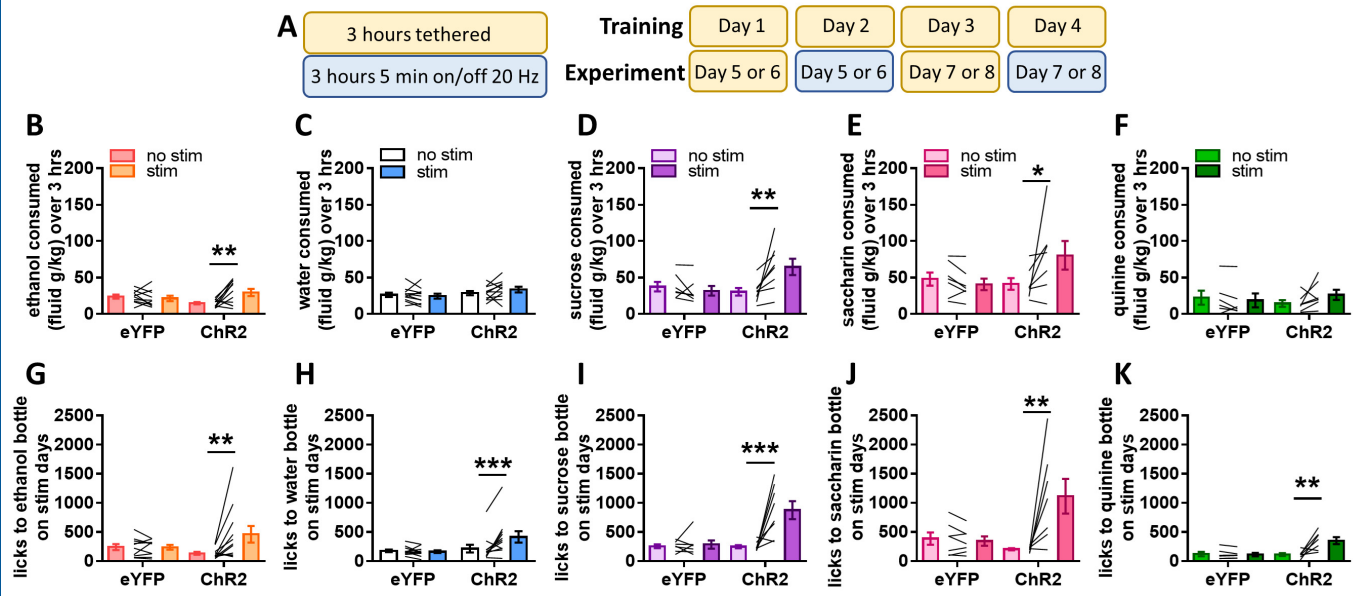 A
3 hours tethered
3 hours 5 min on/off 20 Hz
Training
Day 1
Day 2
Day 3
Day 4
Experiment
Day 5 or 6
Day 5 or 6
Day 7 or 8
Day 7 or 8
B
no stim
stim
ethanol consumed
(fluid g/kg) over 3 hrs
200
150
100
50
0
**
eYFP
ChR2
C
no stim
stim
water consumed
(fluid g/kg) over 3 hrs
200
150
100
50
0
eYFP
ChR2
D
no stim
stim
sucrose consumed
(fluid g/kg) over 3 hrs
200
150
100
50
0
**
eYFP
ChR2
E
no stim
stim
saccharin consumed
(fluid g/kg) over 3 hrs
200
150
100
50
0
*
eYFP
ChR2
F
no stim
stim
quinine consumed
(fluid g/kg) over 3 hrs
200
150
100
50
0
eYFP
ChR2
G
licks to ethanol bottle
on stim days
2500
2000
1500
1000
500
0
**
eYFP
ChR2
H
licks to water bottle
on stim days
2500
2000
1500
1000
500
0
***
eYFP
ChR2
I
licks to sucrose bottle
on stim days
2500
2000
1500
1000
500
0
***
eYFP
ChR2
J
licks to saccharin bottle
on stim days
2500
2000
1500
1000
500
0
**
eYFP
ChR2
K
licks to quinine bottle
on stim days
2500
2000
1500
1000
500
0
**
eYFP
ChR2